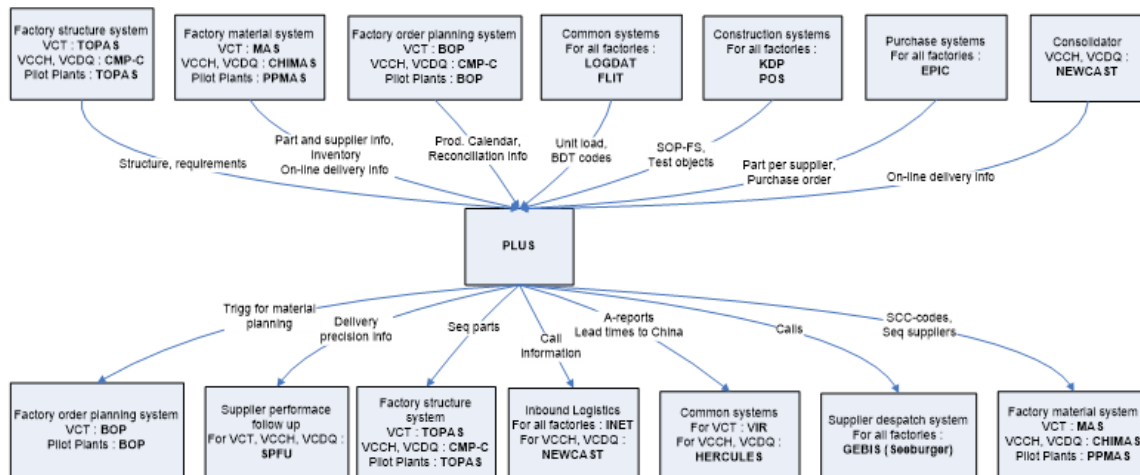 Factory structure system
VCT : TOPAS
VCCH, VCDQ : CMP-C
Pilot Plants : TOPAS
Factory material system
VCT : MAS
VCCH, VCDQ : CHIMAS
Pilot Plants : PPMAS
Factory order planning system
VCT : BOP
VCCH, VCDQ : CMP-C
Pilot Plants : BOP
Common systems
For all factories :
LOGDAT
FLIT
Construction systems
For all factories :
KDP
POS
Purchase systems
For all factories :
EPIC
Consolidator
VCCH, VCDQ :
NEWCAST
Structure, requirements
Part and supplier info,
Inventory
On-line delivery info
Prod. Calendar,
Reconciliation info
Unit load,
BDT codes
SOP-FS,
Test objects
Part per supplier,
Purchase order
On-line delivery info
PLUS
Trigg for material
planning
Delivery
precision info
Seq parts
Call
Information
A-reports
Lead times to China
Calls
SCC-codes,
Seq suppliers
Factory order planning system
VCT : BOP
Pilot Plants : BOP
Supplier performace
follow up
For VCT, VCCH, VCDQ :
SPFU
Factory structure
system
VCT : TOPAS
VCCH, VCDQ : CMP-C
Pilot Plants : TOPAS
Inbound Logistics
For all factories : INET
For VCCH, VCDQ :
NEWCAST
Common systems
For VCT : VIR
For VCCH, VCDQ :
HERCULES
Supplier despatch system
For all factories :
GEBIS (Seeburger)
Factory material system
VCT : MAS
VCCH, VCDQ : CHIMAS
Pilot Plants : PPMAS